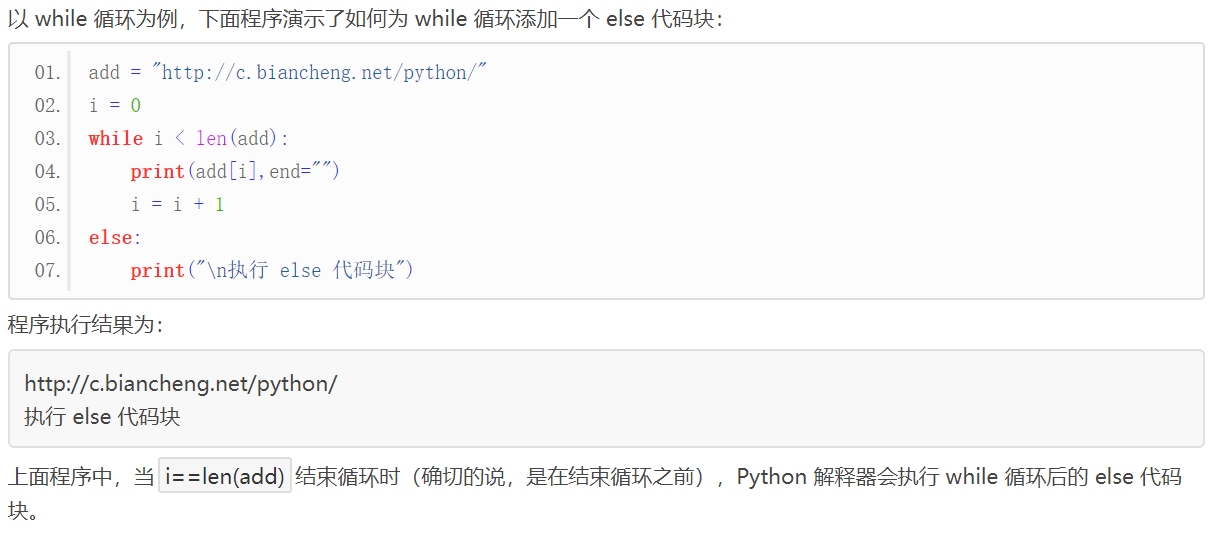 以 while 循环为例，下面程序演示了如何为 while 循环添加一个 else 代码块：
01. add = "http://c.biancheng.net/python/"
02. i = 0
03. while i < len(add):
04.     print(add[i],end="")
05.     i = i + 1
06. else:
07.     print("\n执行 else 代码块")
程序执行结果为：
http://c.biancheng.net/python/
执行 else 代码块
上面程序中，当 i==len(add) 结束循环时（确切的说，是在结束循环之前），Python 解释器会执行 while 循环后的 else 代码
块。